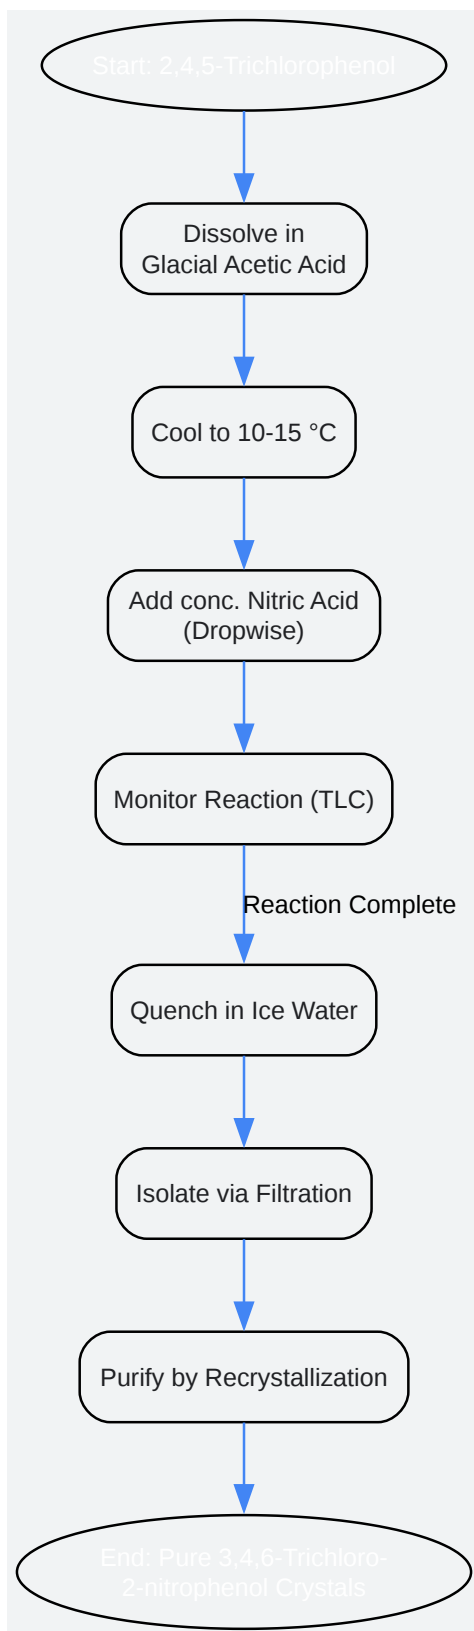 Start: 2,4,5-Trichlorophenol
Dissolve in
Glacial Acetic Acid
Cool to 10-15 °C
Add conc. Nitric Acid
(Dropwise)
Monitor Reaction (TLC)
Reaction Complete
Quench in Ice Water
Isolate via Filtration
Purify by Recrystallization
End: Pure 3,4,6-Trichloro-
2-nitrophenol Crystals